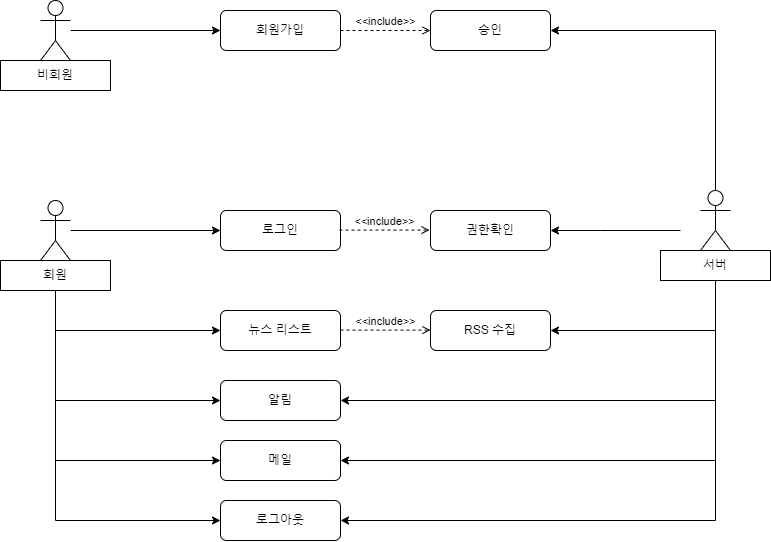 회원가입
<<include>>
승인
비회원
로그인
<<include>>
권한확인
회원
서버
뉴스 리스트
<<include>>
RSS 수집
알림
메일
로그아웃